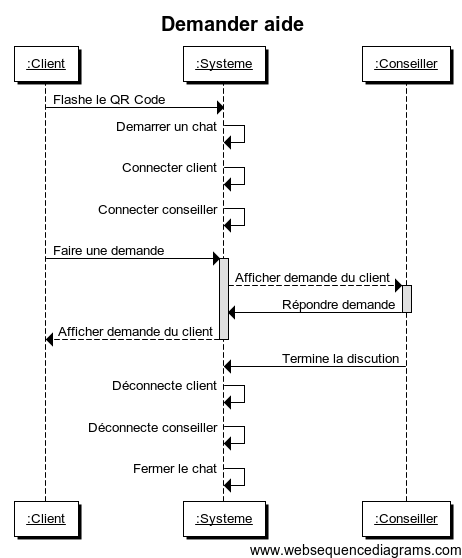 Demander aide
:Client
:Systeme
:Conseiller
Flashe le QR Code
Demarrer un chat
Connecter client
Connecter conseiller
Faire une demande
Afficher demande du client
Répondre demande
Afficher demande du client
Termine la discution
Déconnecte client
Déconnecte conseiller
Fermer le chat
:Client
:Systeme
:Conseiller
www.websequencediagrams.com